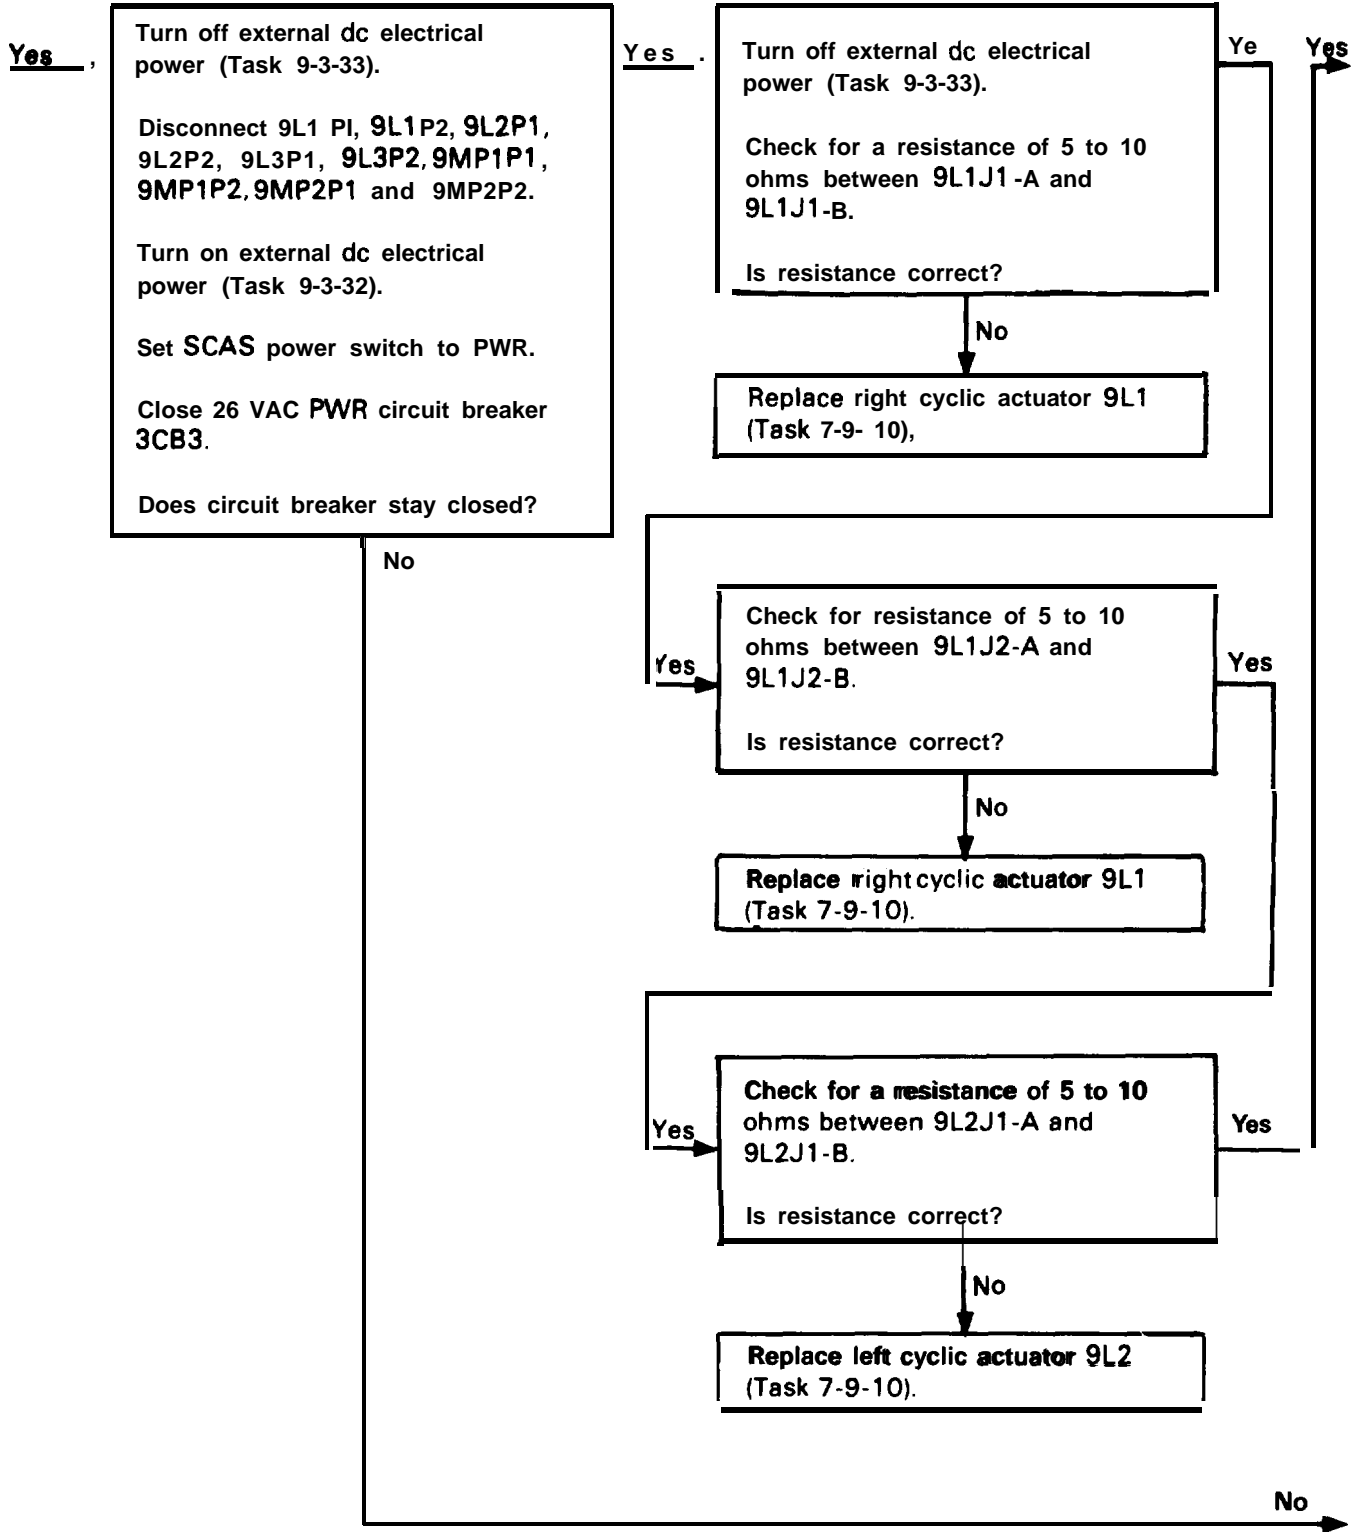 Yes ,
Turn off external dc electrical
power (Task 9-3-33).
Disconnect 9L1 PI, 9L1P2, 9L2P1,
9L2P2, 9L3P1, 9L3P2, 9MP1P1,
9MP1P2, 9MP2P1 and 9MP2P2.
Turn on external dc electrical
power (Task 9-3-32).
Set SCAS power switch to PWR.
Close 26 VAC PWR circuit breaker
3CB3.
Does circuit breaker stay closed?
No
Yes .
Turn off external dc electrical
power (Task 9-3-33).
Check for a resistance of 5 to 10
ohms between 9L1J1-A and
9L1J1-B.
Is resistance correct?
Ye
Yes
No
Replace right cyclic actuator 9L1
(Task 7-9- 10),
Yes
Check for resistance of 5 to 10
ohms between 9L1J2-A and
9L1J2-B.
Is resistance correct?
Yes
No
Replace right cyclic actuator 9L1
(Task 7-9-10).
Yes
Check for a resistance of 5 to 10
ohms between 9L2J1-A and
9L2J1-B.
Is resistance correct?
Yes
No
Replace left cyclic actuator 9L2
(Task 7-9-10).
No